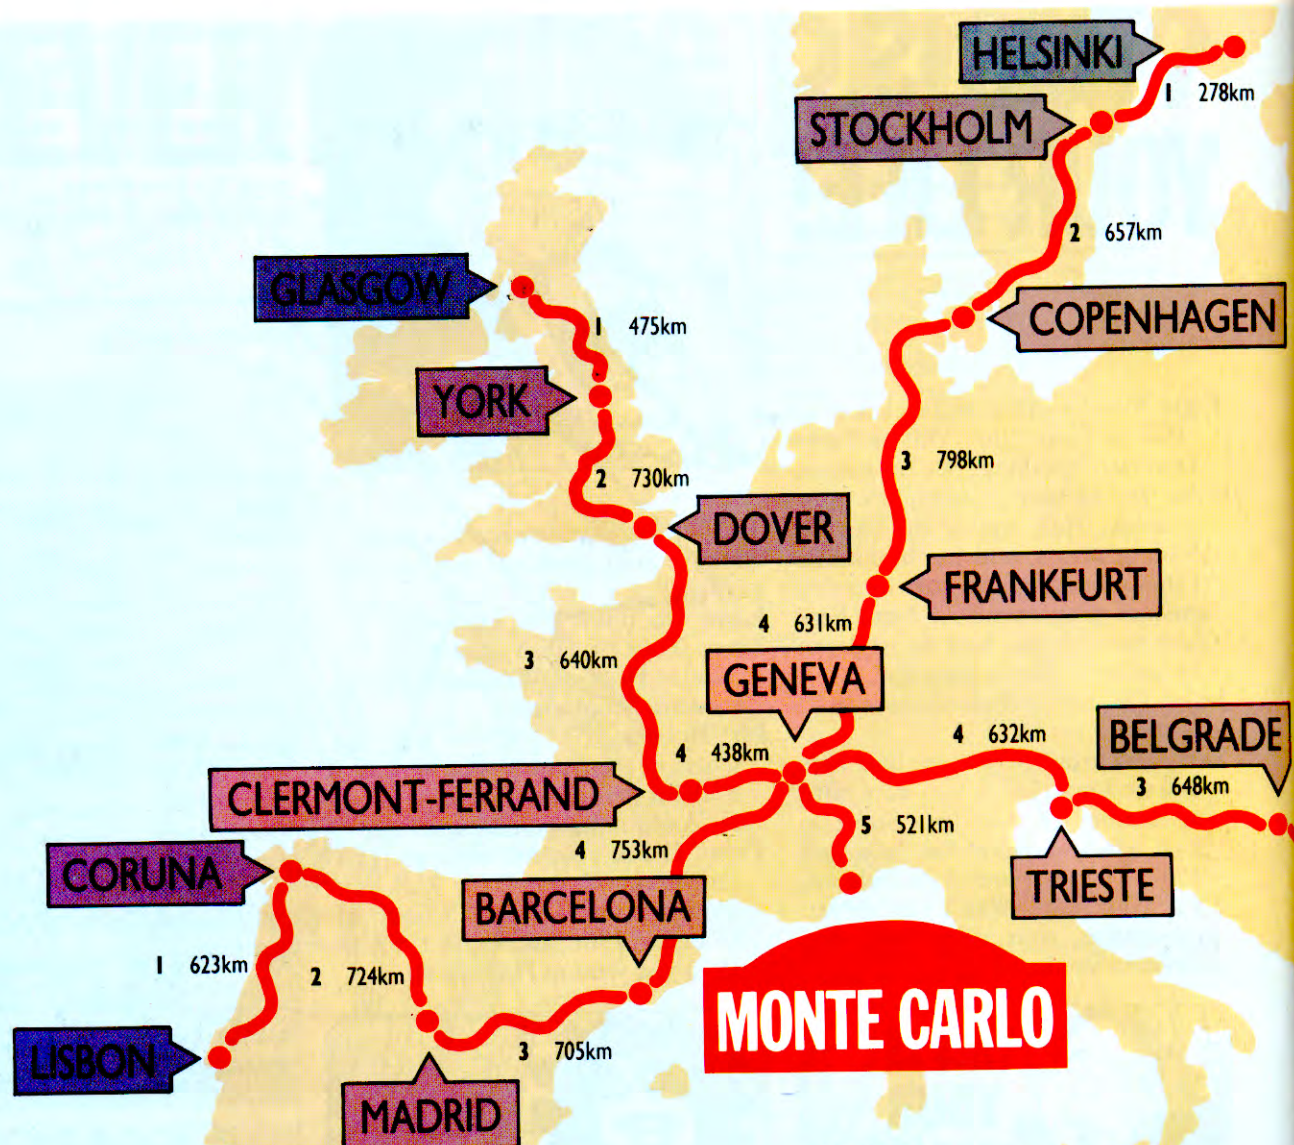 HELSINKI
1 278km
STOCKHOLM
2 657km
GLASGOW
COPENHAGEN
1 475km
YORK
3 798km
2 730km
DOVER
FRANKFURT
4 631km
3 640km
GENEVA
4 632km
BELGRADE
4 438km
3 648km
CLERMONT-FERRAND
5 521km
4 753km
CORUNA
TRIESTE
BARCELONA
1 623km
2 724km
MONTE CARLO
3 705km
LISBON
MADRID